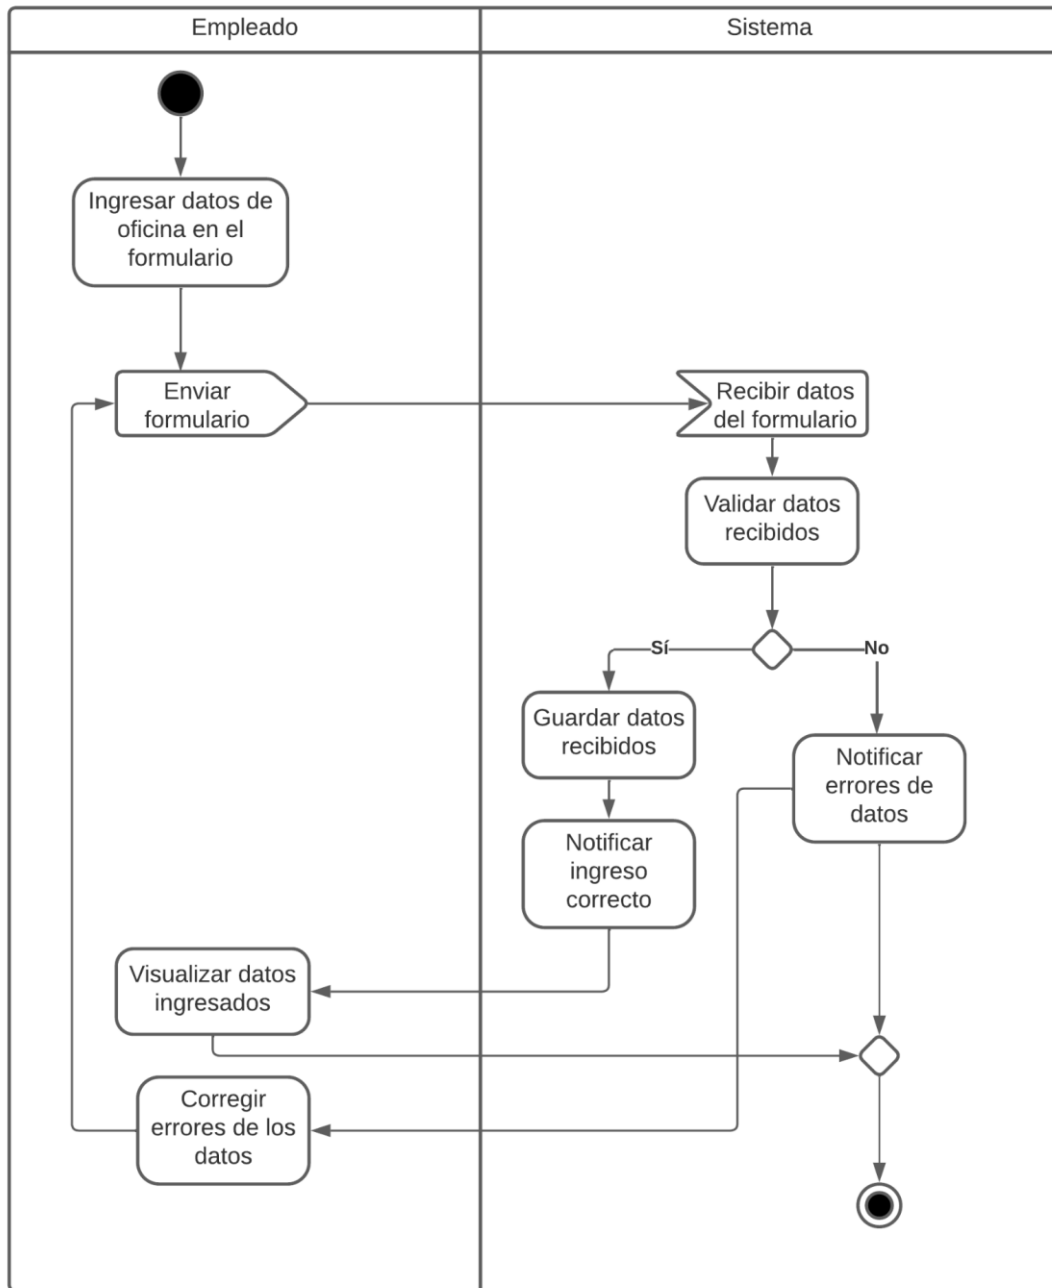 Empleado
Sistema
Ingresar datos de
oficina en el
formulario
Enviar
formulario
Recibir datos
del formulario
Validar datos
recibidos
Sí
No
Guardar datos
recibidos
Notificar
errores de
datos
Notificar
ingreso
correcto
Visualizar datos
ingresados
Corregir
errores de los
datos